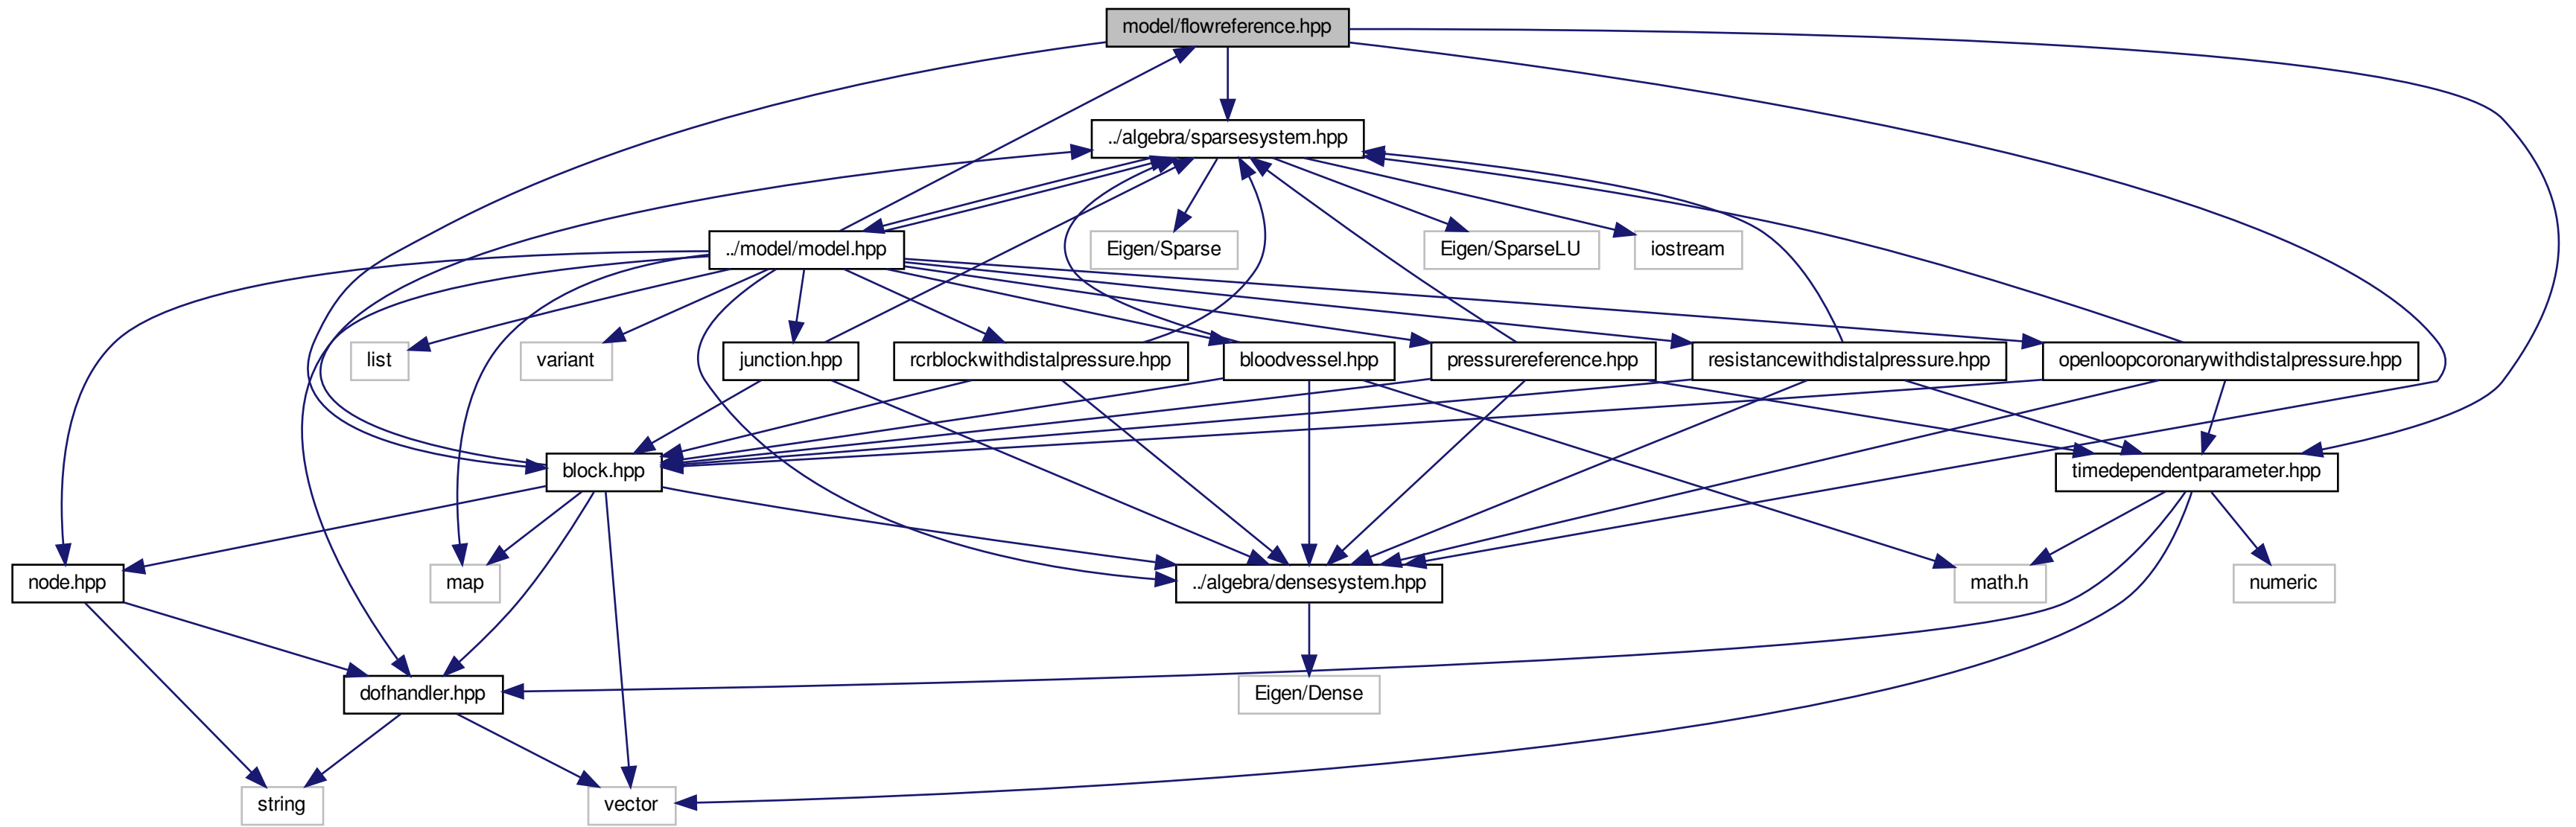 model/flowreference.hpp
../algebra/sparsesystem.hpp
../model/model.hpp
Eigen/Sparse
Eigen/SparseLU
iostream
list
variant
junction.hpp
rcrblockwithdistalpressure.hpp
bloodvessel.hpp
pressurereference.hpp
resistancewithdistalpressure.hpp
openloopcoronarywithdistalpressure.hpp
block.hpp
timedependentparameter.hpp
node.hpp
map
../algebra/densesystem.hpp
math.h
numeric
dofhandler.hpp
Eigen/Dense
string
vector